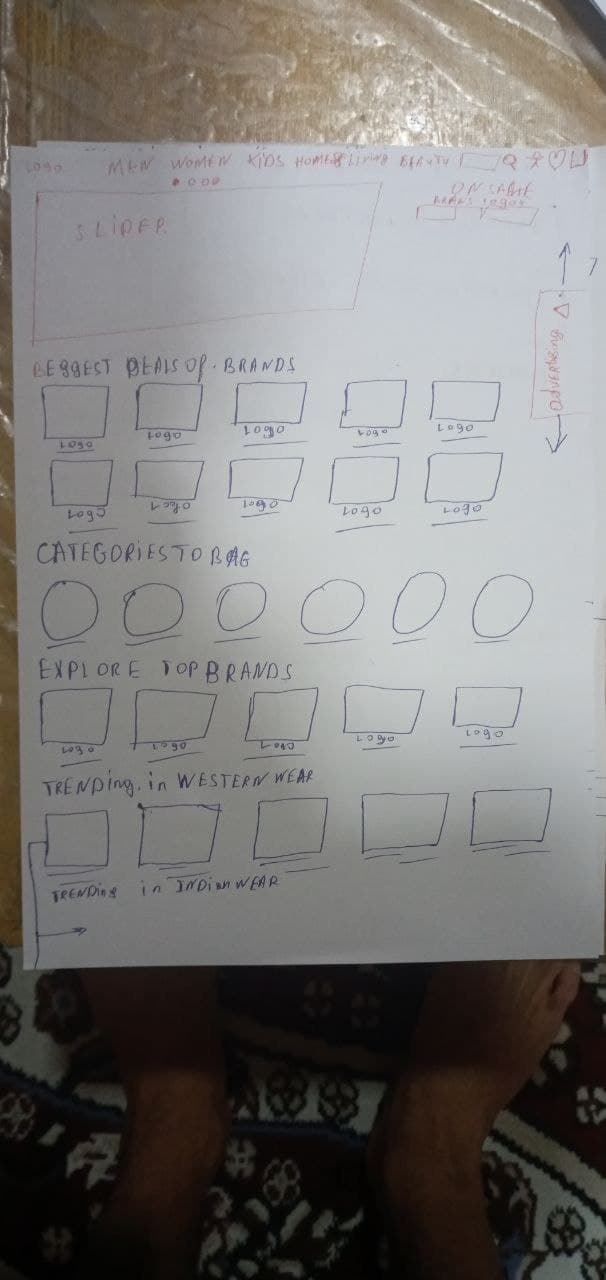 LOGO MEN WOMEN KIDS HOME & Living BEAUTY
ON SABLE
SLIDER
BRANS LOGOS
AdVERTising
BEGGEST DEALS OF. BRANDS
LOGO LOGO LOGO LOGO LOGO
LOGO LOGO LOGO LOGO LOGO
CATEGORIES TO BAG
EXPLORE TOP BRANDS
LOGO LOGO LOGO LOGO LOGO
TRENDing. in WESTERN WEAR
TRENDing in INDian WEAR